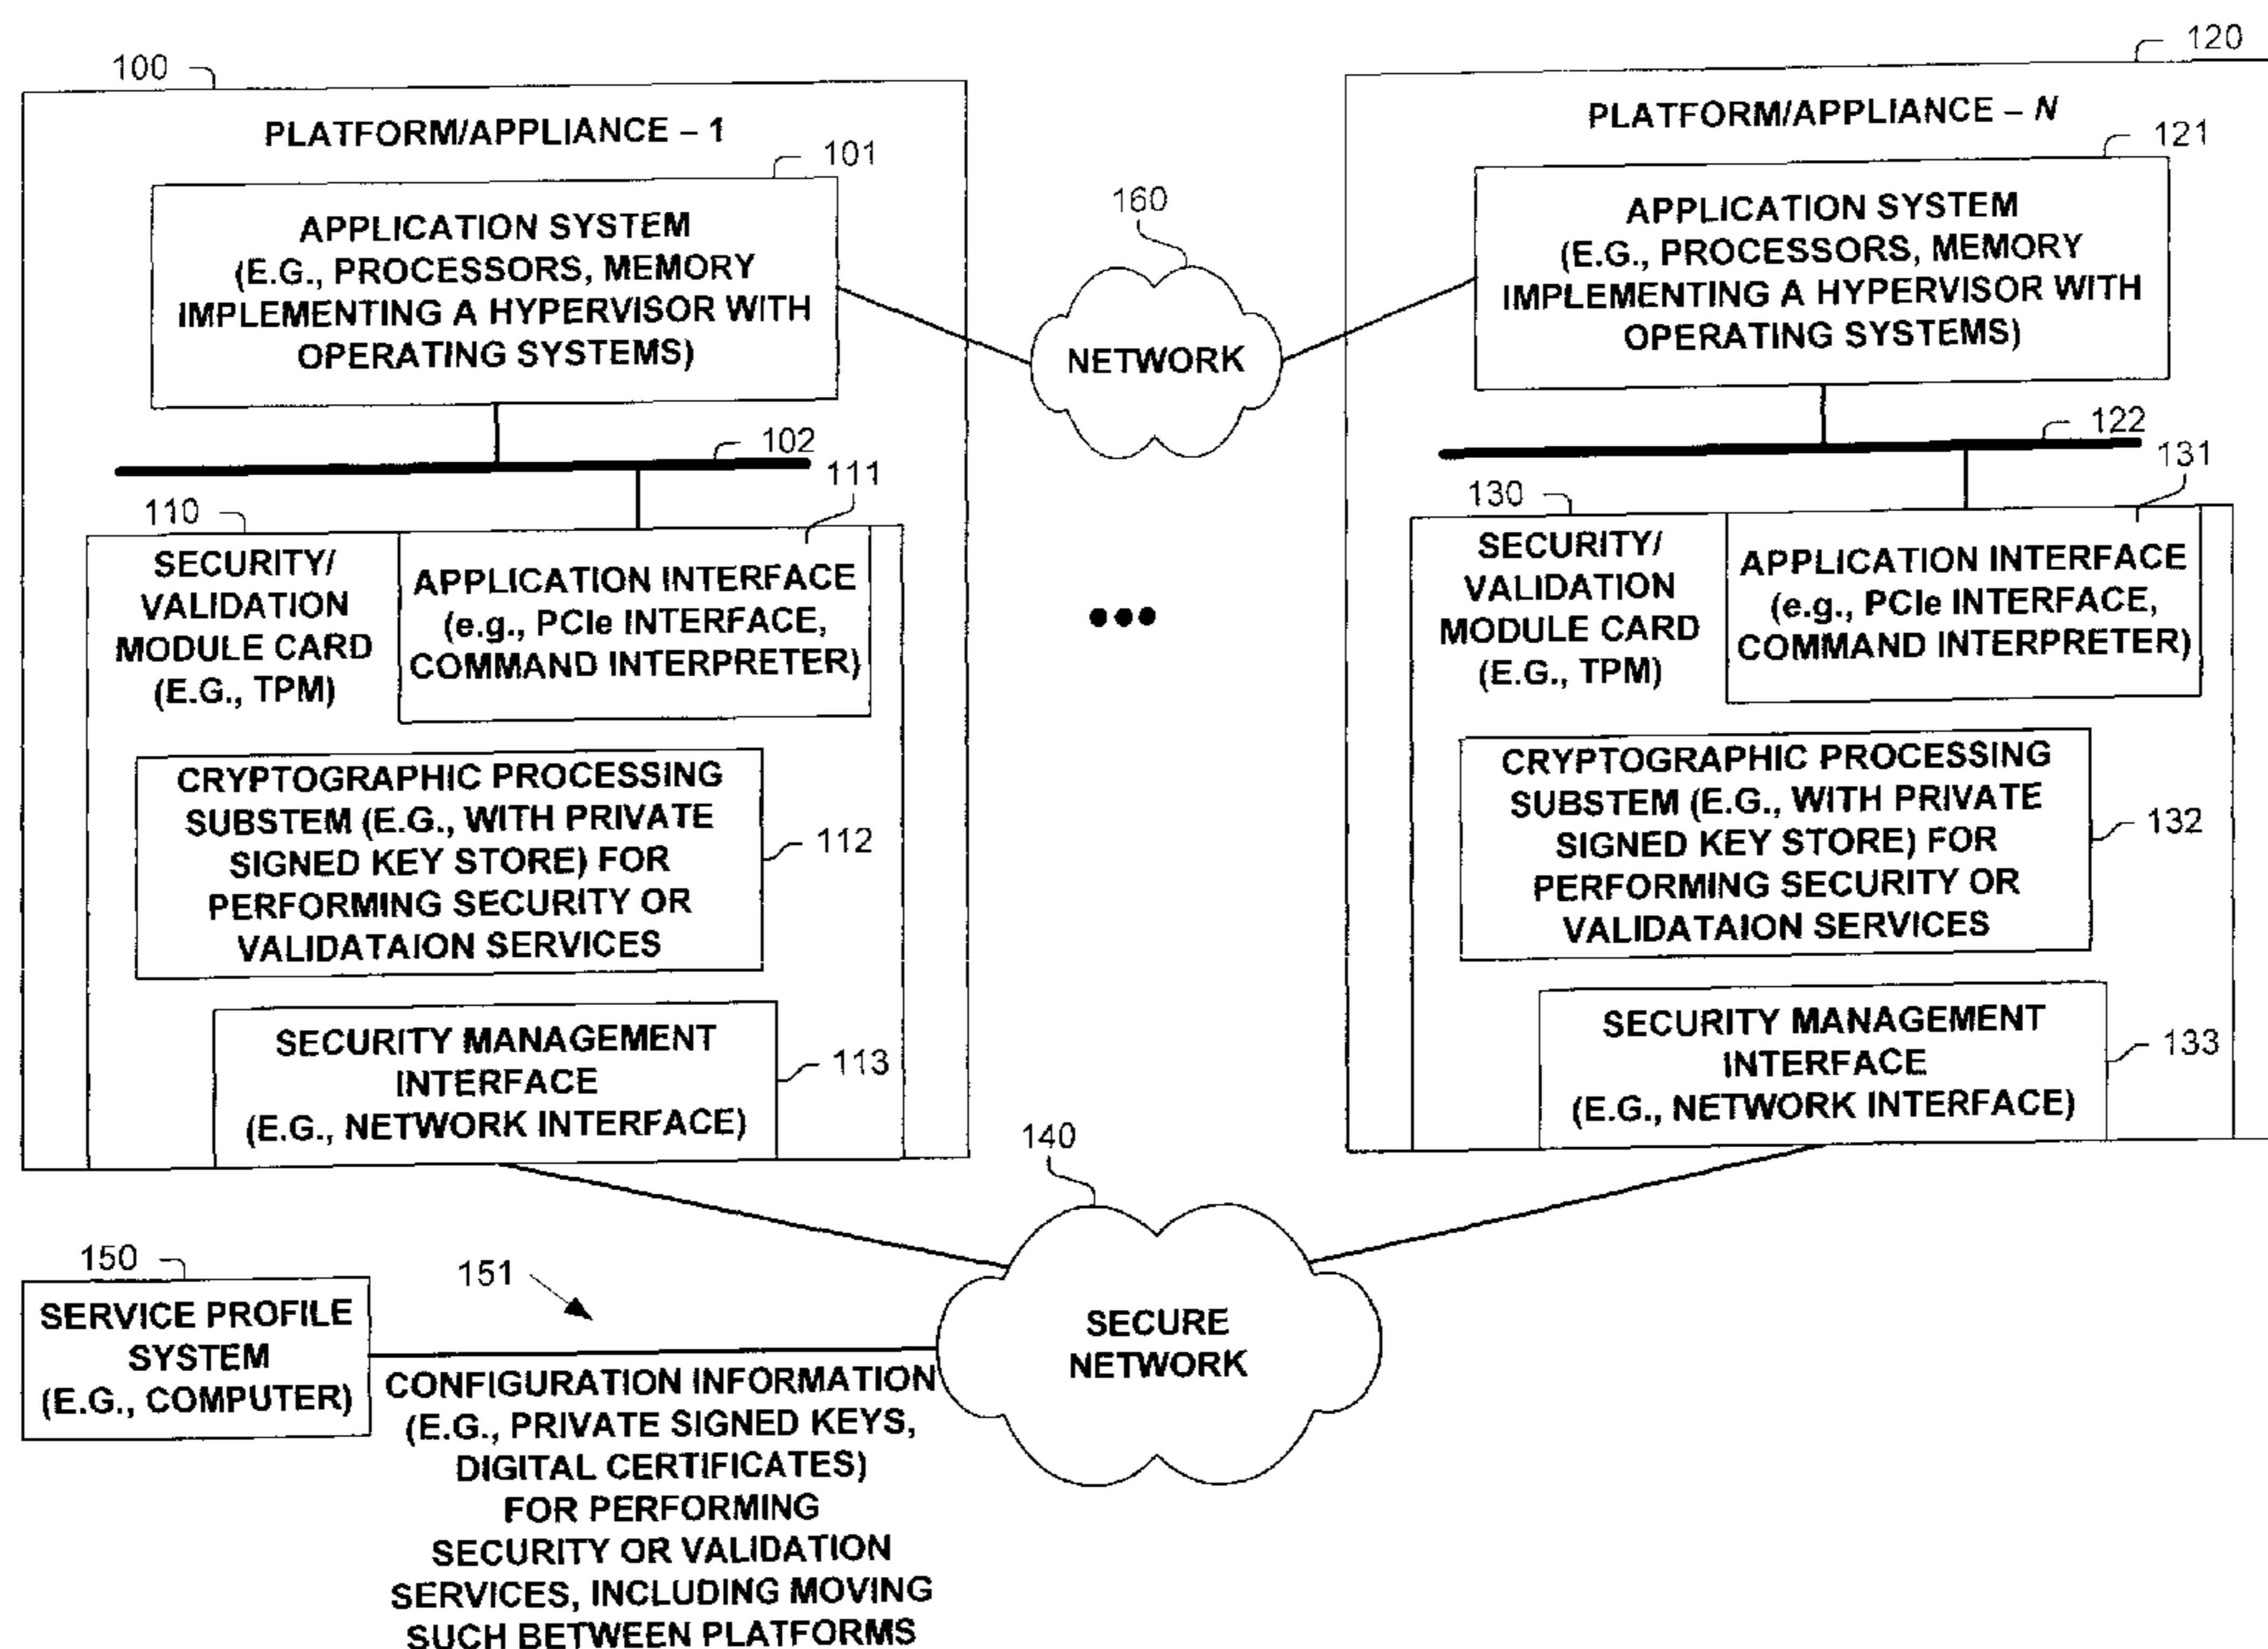 100
PLATFORM/APPLIANCE – 1
101
APPLICATION SYSTEM
(E.G., PROCESSORS, MEMORY
IMPLEMENTING A HYPERVISOR WITH
OPERATING SYSTEMS)
102
111
110
SECURITY/
VALIDATION
MODULE CARD
(E.G., TPM)
APPLICATION INTERFACE
(e.g., PCIe INTERFACE,
COMMAND INTERPRETER)
CRYPTOGRAPHIC PROCESSING
SUBSTEM (E.G., WITH PRIVATE
SIGNED KEY STORE) FOR
PERFORMING SECURITY OR
VALIDATAION SERVICES
112
SECURITY MANAGEMENT
INTERFACE
(E.G., NETWORK INTERFACE)
113
160
NETWORK
•••
120
PLATFORM/APPLIANCE – N
121
APPLICATION SYSTEM
(E.G., PROCESSORS, MEMORY
IMPLEMENTING A HYPERVISOR WITH
OPERATING SYSTEMS)
122
131
130
SECURITY/
VALIDATION
MODULE CARD
(E.G., TPM)
APPLICATION INTERFACE
(e.g., PCIe INTERFACE,
COMMAND INTERPRETER)
CRYPTOGRAPHIC PROCESSING
SUBSTEM (E.G., WITH PRIVATE
SIGNED KEY STORE) FOR
PERFORMING SECURITY OR
VALIDATAION SERVICES
132
SECURITY MANAGEMENT
INTERFACE
(E.G., NETWORK INTERFACE)
133
140
SECURE
NETWORK
150
SERVICE PROFILE
SYSTEM
(E.G., COMPUTER)
151
CONFIGURATION INFORMATION
(E.G., PRIVATE SIGNED KEYS,
DIGITAL CERTIFICATES)
FOR PERFORMING
SECURITY OR VALIDATION
SERVICES, INCLUDING MOVING
SUCH BETWEEN PLATFORMS